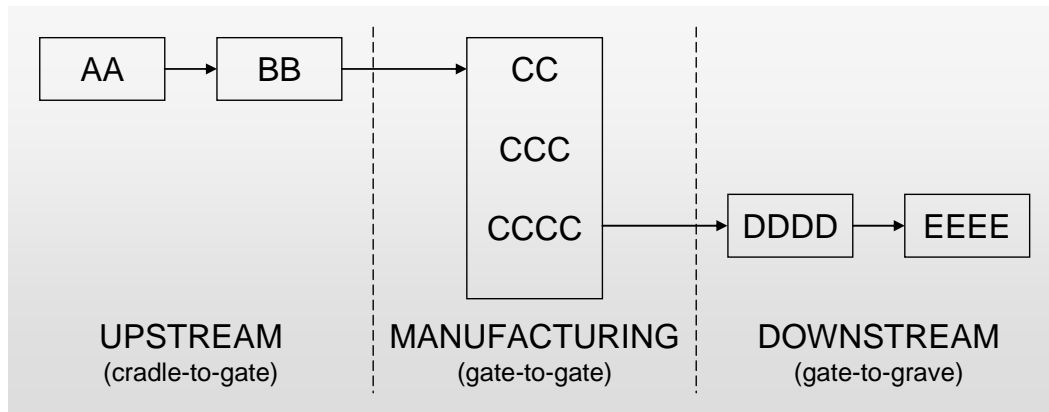 AA
BB
CC
CCC
CCCC
DDDD
EEEE
UPSTREAM
(cradle-to-gate)
MANUFACTURING
(gate-to-gate)
DOWNSTREAM
(gate-to-grave)